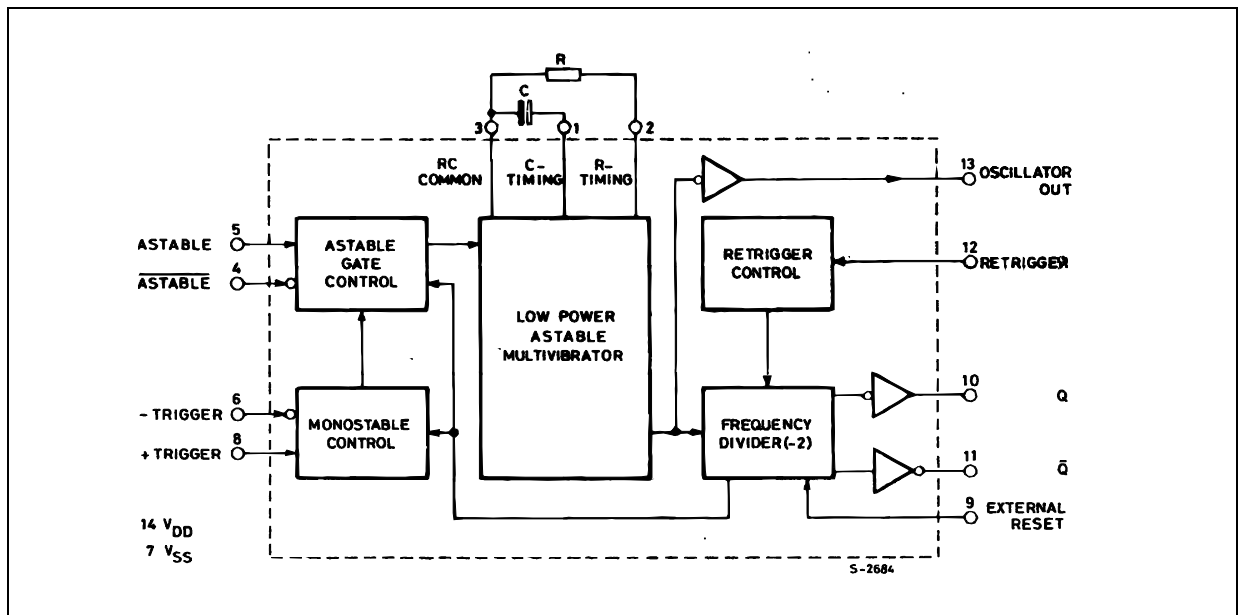 R
C
3
1
2
RC
COMMON
C-
TIMING
R-
TIMING
13
OSCILLATOR
OUT
5
ASTABLE
4
ASTABLE
ASTABLE
GATE
CONTROL
RETRIGGER
CONTROL
12
RETRIGGER
LOW POWER
ASTABLE
MULTIVIBRATOR
6
- TRIGGER
8
+ TRIGGER
MONOSTABLE
CONTROL
FREQUENCY
DIVIDER(-2)
10
Q
11
Q̄
9
EXTERNAL
RESET
14 VDD
7 VSS
S-2684